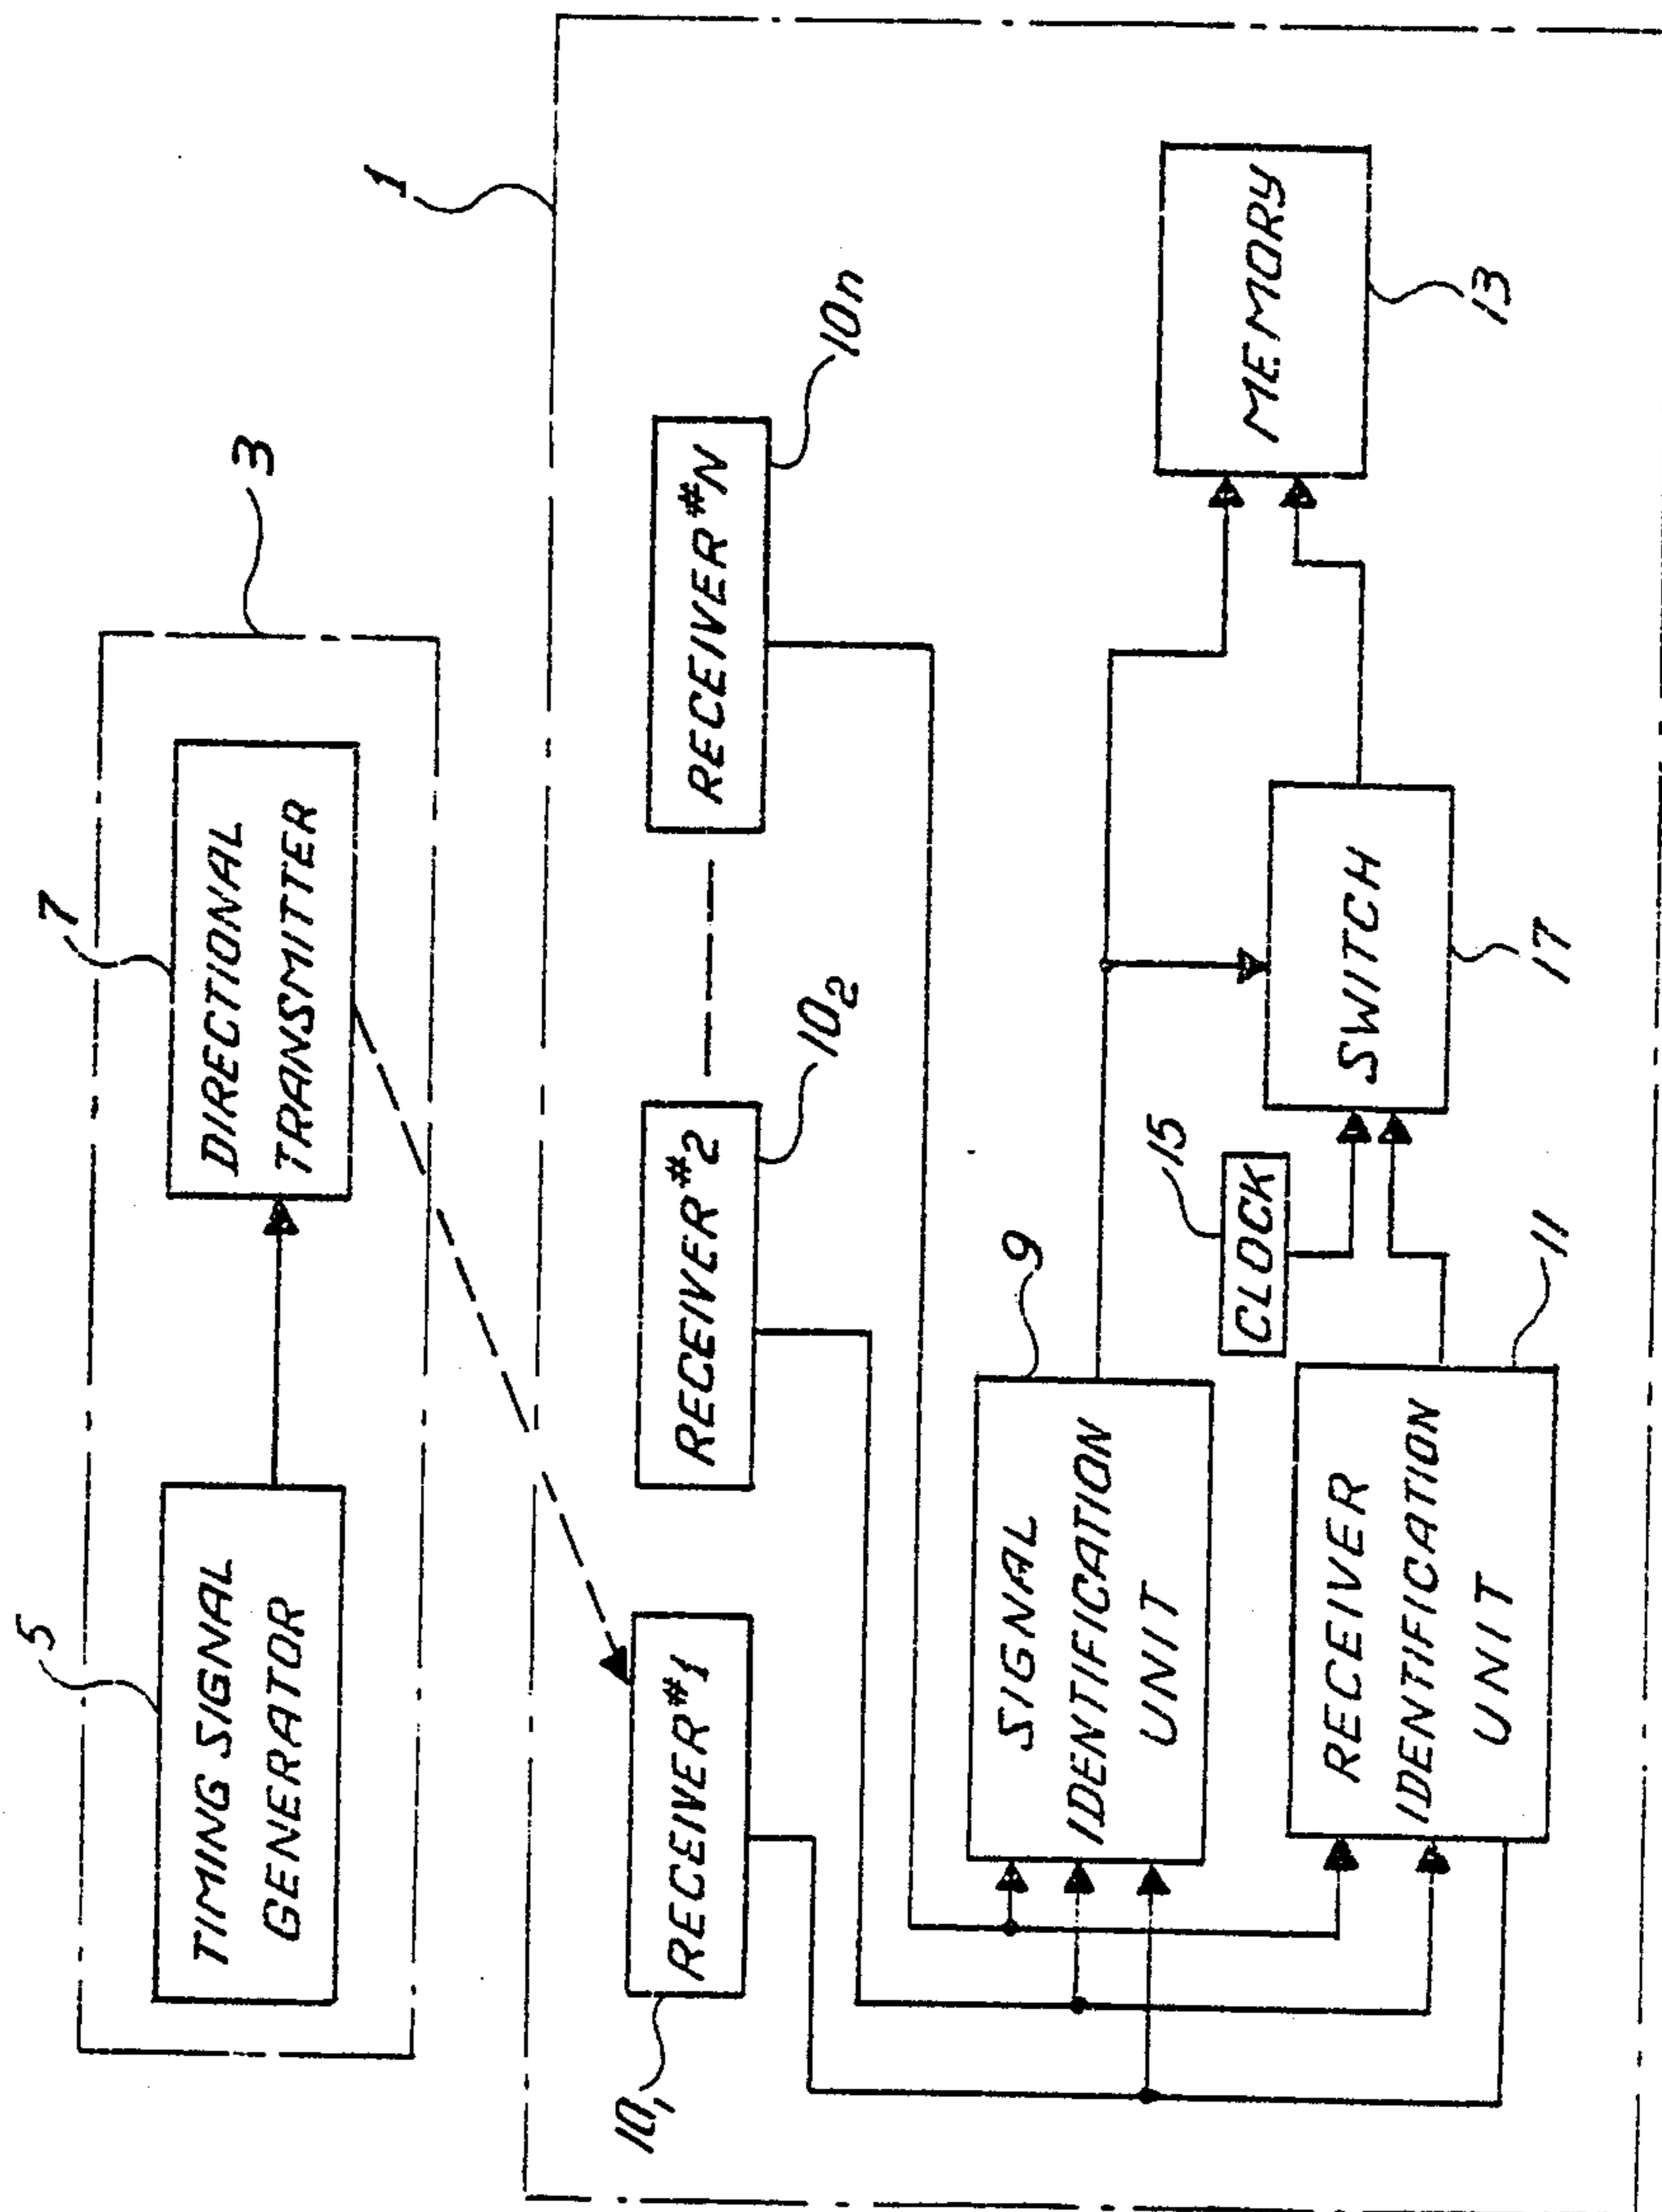 7
DIRECTIONAL
TRANSMITTER
3
5
TIMING SIGNAL
GENERATOR
1
10₁
RECEIVER #1
RECEIVER #2
10₂
RECEIVER #N
10n
9
SIGNAL
IDENTIFICATION
UNIT
15
CLOCK
RECEIVER
IDENTIFICATION
UNIT
11
SWITCH
17
MEMORY
13